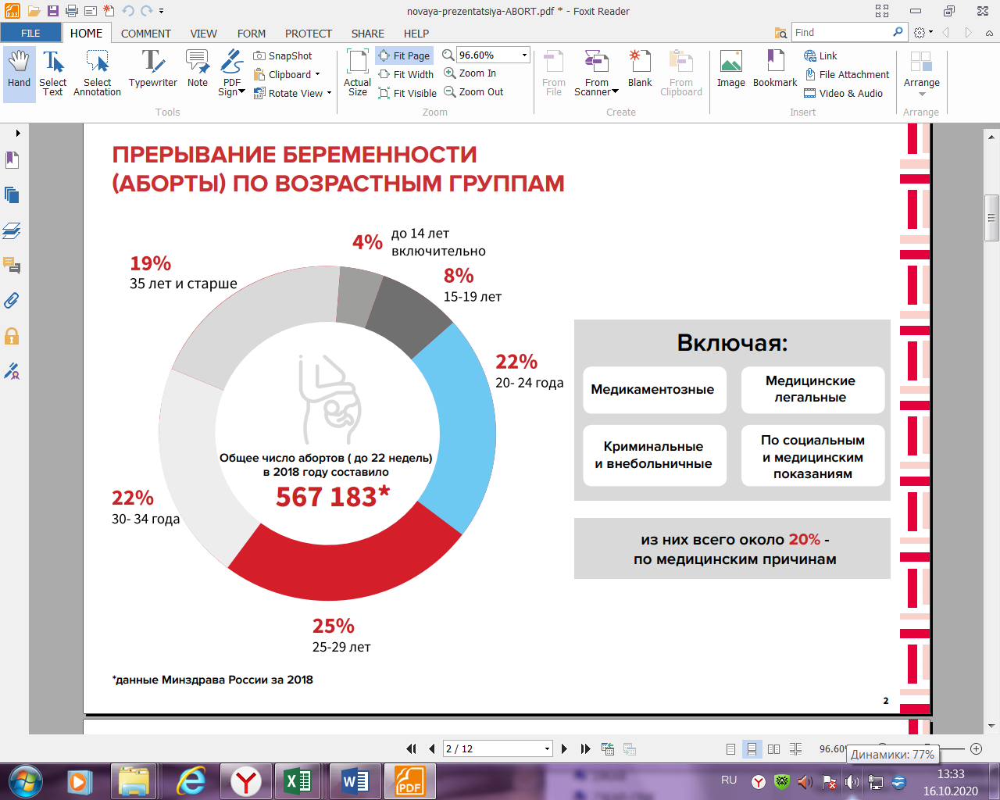 novaya-prezentatsiya-ABORT.pdf * - Foxit Reader
FILE HOME COMMENT VIEW FORM PROTECT SHARE HELP
Find
Hand
Select
Text
Select
Annotation
Typewriter
Note
PDF
Sign
SnapShot
Clipboard
Rotate View
Tools
Actual
Size
Fit Page
Fit Width
Fit Visible
96.60%
Zoom In
Zoom Out
Zoom
From
File
From
Scanner
Blank
From
Clipboard
Create
Image
Bookmark
Link
File Attachment
Video & Audio
Insert
Arrange
Arrange
ПРЕРЫВАНИЕ БЕРЕМЕННОСТИ
(АБОРТЫ) ПО ВОЗРАСТНЫМ ГРУППАМ
4% до 14 лет
включительно
19%
35 лет и старше
8%
15-19 лет
22%
20- 24 года
Общее число абортов ( до 22 недель)
в 2018 году составило
567 183*
22%
30- 34 года
25%
25-29 лет
Включая:
Медикаментозные
Медицинские
легальные
Криминальные
и внебольничные
По социальным
и медицинским
показаниям
из них всего около 20% -
по медицинским причинам
*данные Минздрава России за 2018
2
2 / 12
96.60%
Динамики: 77%
RU
13:33
16.10.2020